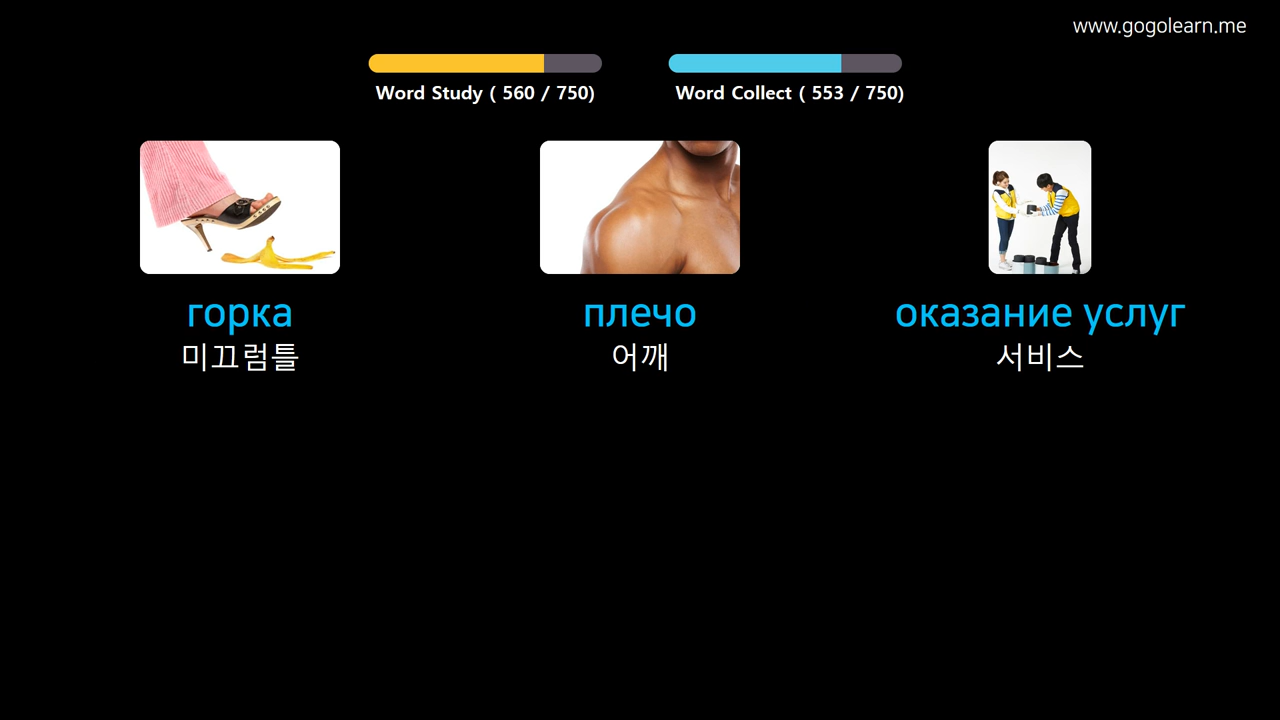 www.gogolearn.me
Word Study ( 560 / 750)
Word Collect ( 553 / 750)
горка
미끄럼틀
плечо
어깨
оказание услуг
서비스